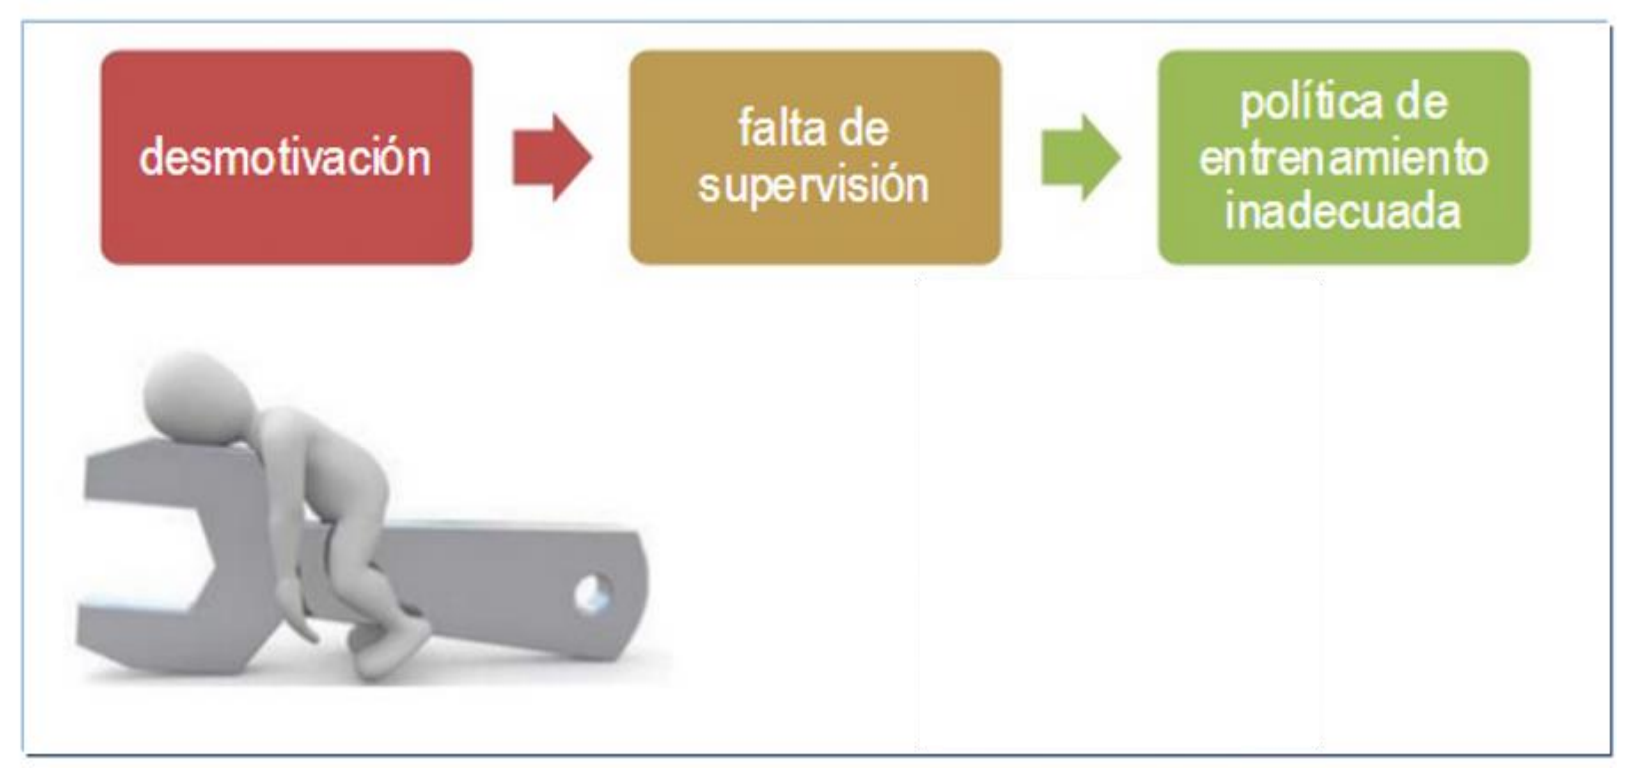 desmotivación
falta de
supervisión
política de
entrenamiento
inadecuada